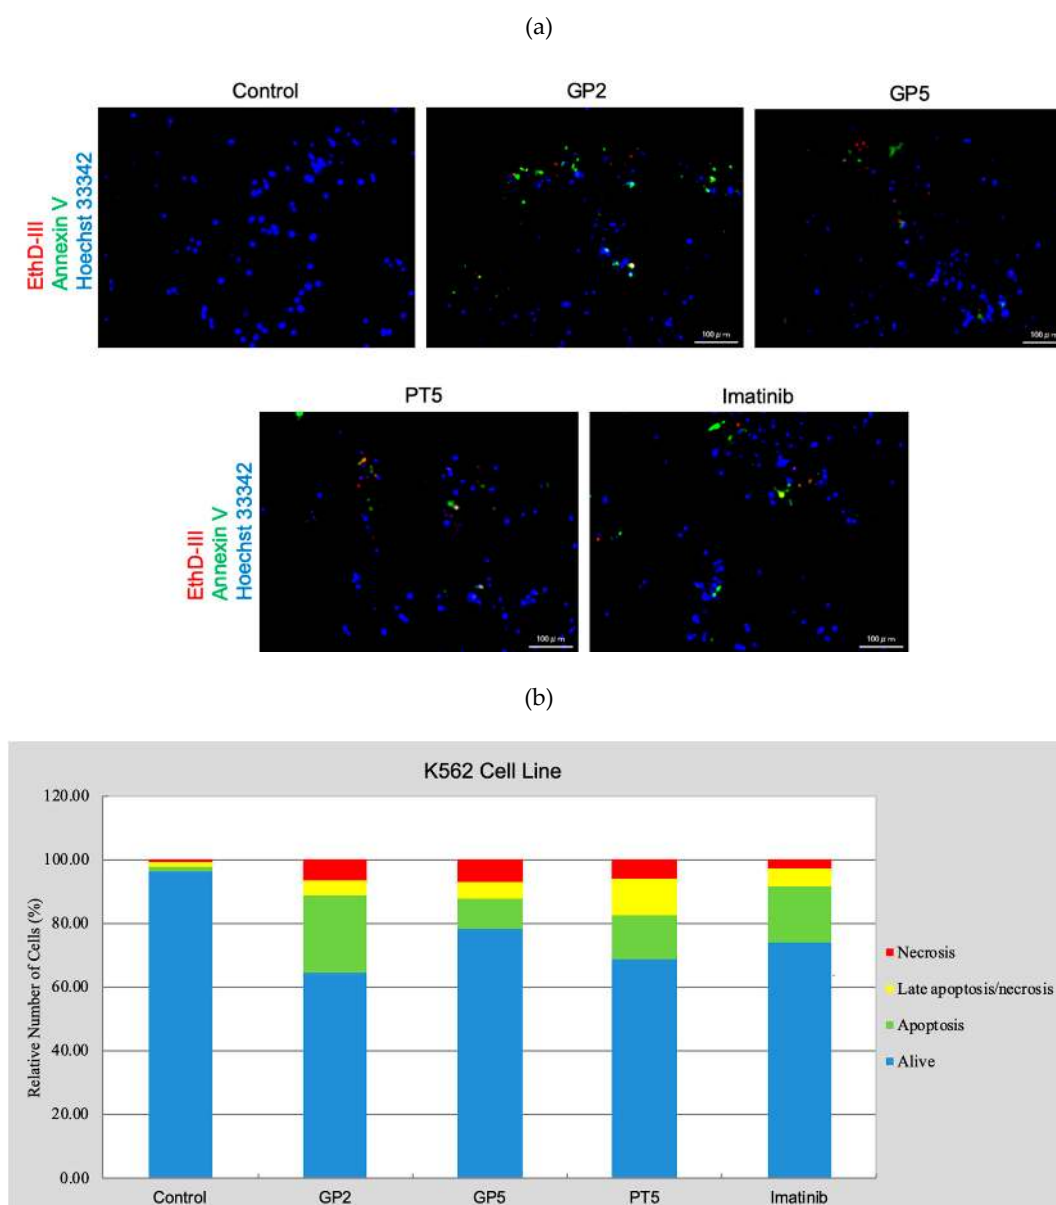 (a)
Control
GP2
GP5
EthD-III
Annexin V
Hoechst 33342
100 μm
100 μm
PT5
Imatinib
EthD-III
Annexin V
Hoechst 33342
100 μm
100 μm
(b)
K562 Cell Line
Relative Number of Cells (%)
120.00
100.00
80.00
60.00
40.00
20.00
0.00
Necrosis
Late apoptosis/necrosis
Apoptosis
Alive
Control
GP2
GP5
PT5
Imatinib